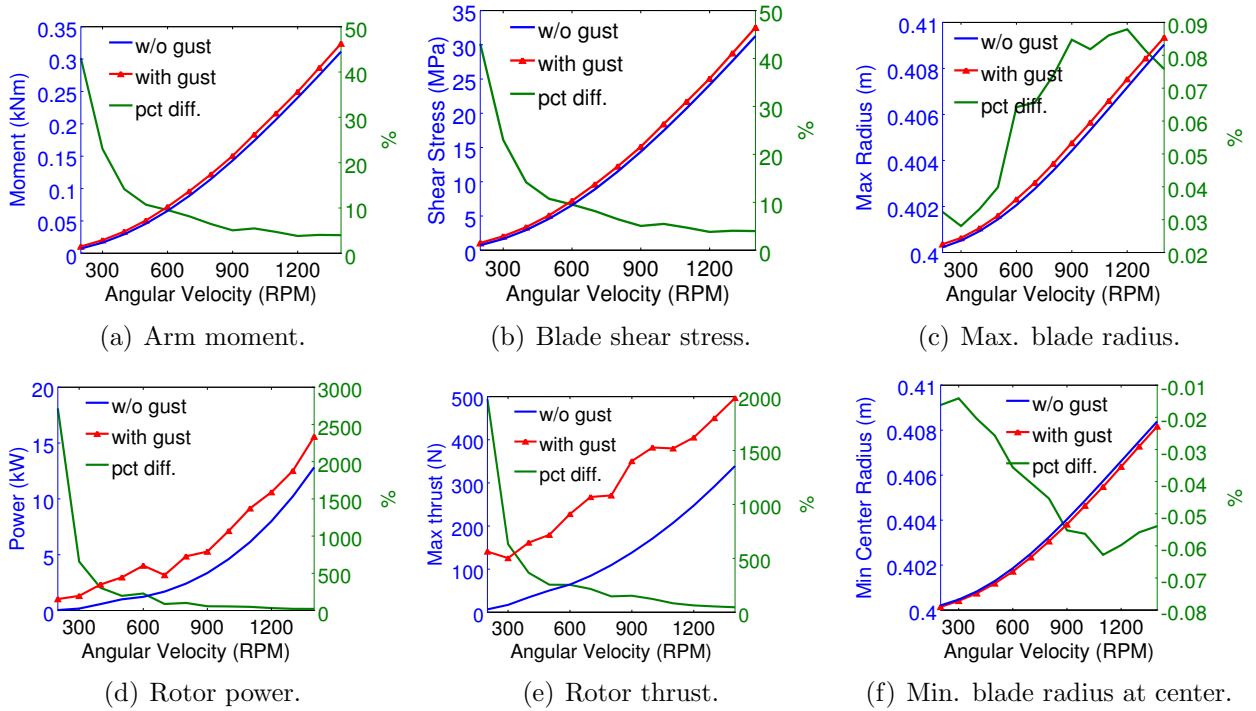 0.35
0.3
0.25
0.2
0.15
0.1
0.05
0
Moment (kNm)
w/o gust
with gust
pct diff.
50
40
30
20
10
0
%
300 600 900 1200
Angular Velocity (RPM)
(a) Arm moment.
35
30
25
20
15
10
5
0
Shear Stress (MPa)
w/o gust
with gust
pct diff.
50
40
30
20
10
0
%
300 600 900 1200
Angular Velocity (RPM)
(b) Blade shear stress.
0.41
0.408
0.406
0.404
0.402
0.4
Max Radius (m)
w/o gust
with gust
pct diff.
0.09
0.08
0.07
0.06
0.05
0.04
0.03
0.02
%
300 600 900 1200
Angular Velocity (RPM)
(c) Max. blade radius.
20
15
10
5
0
Power (kW)
w/o gust
with gust
pct diff.
3000
2500
2000
1500
1000
500
0
%
300 600 900 1200
Angular Velocity (RPM)
(d) Rotor power.
500
400
300
200
100
0
Max thrust (N)
w/o gust
with gust
pct diff.
2000
1500
1000
500
0
%
300 600 900 1200
Angular Velocity (RPM)
(e) Rotor thrust.
0.41
0.408
0.406
0.404
0.402
0.4
Min Center Radius (m)
w/o gust
with gust
pct diff.
-0.01
-0.02
-0.03
-0.04
-0.05
-0.06
-0.07
-0.08
%
300 600 900 1200
Angular Velocity (RPM)
(f) Min. blade radius at center.